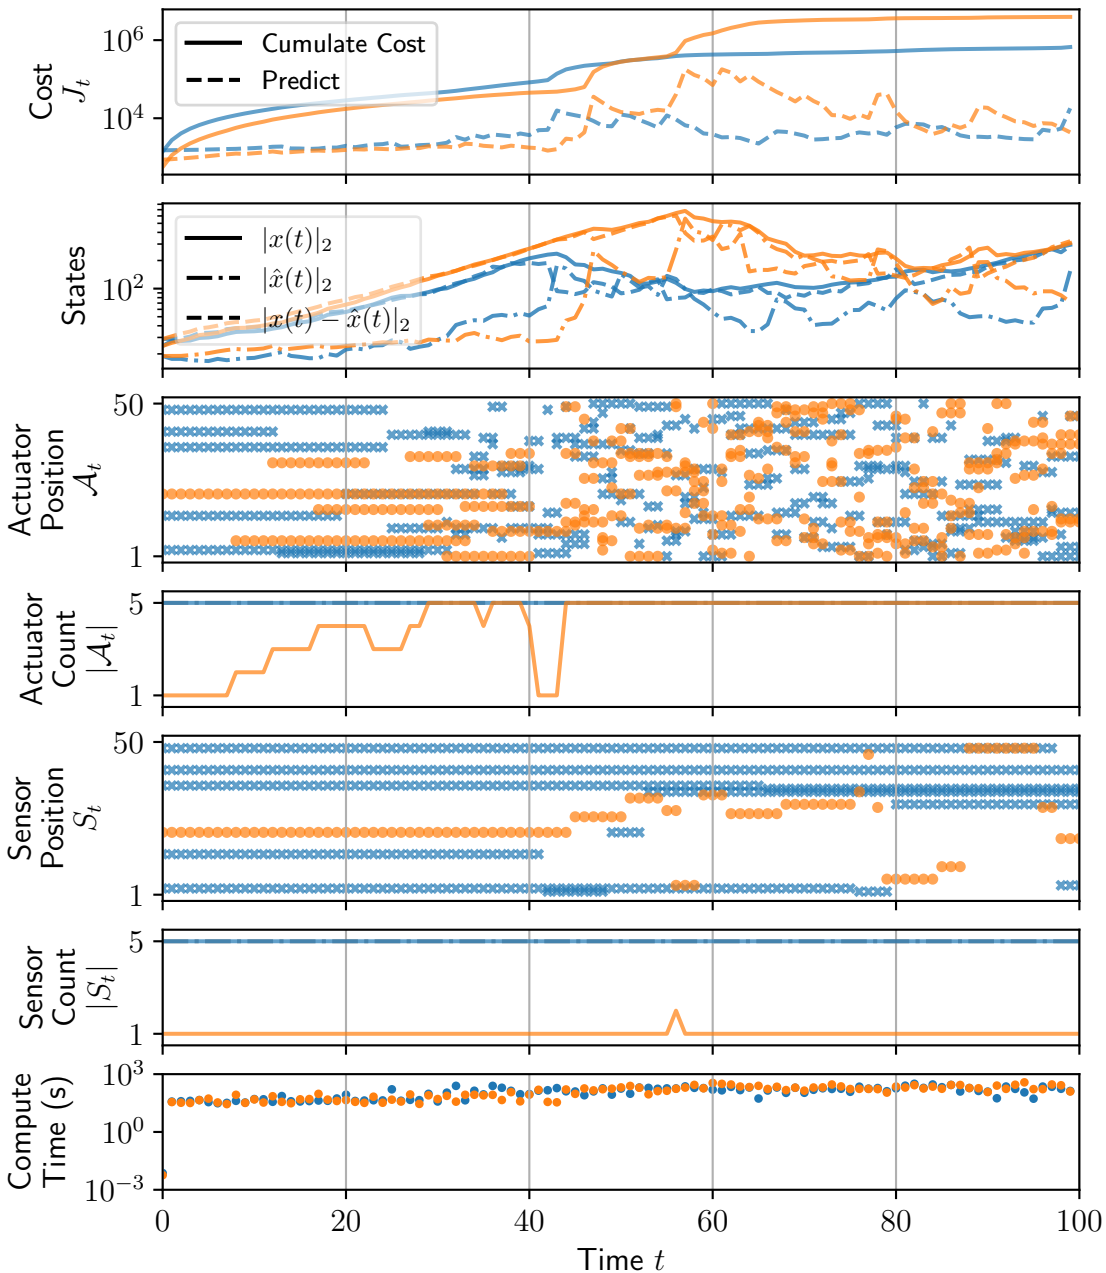 Cost
J_t
10^6
10^4
Cumulate Cost
Predict
States
10^2
|x(t)|_2
|x̂(t)|_2
|x(t) − x̂(t)|_2
Actuator
Position
𝒜_t
50
1
Actuator
Count
|𝒜_t|
5
1
Sensor
Position
S_t
50
1
Sensor
Count
|S_t|
5
1
Compute
Time (s)
10^3
10^0
10^−3
0 20 40 60 80 100
Time t